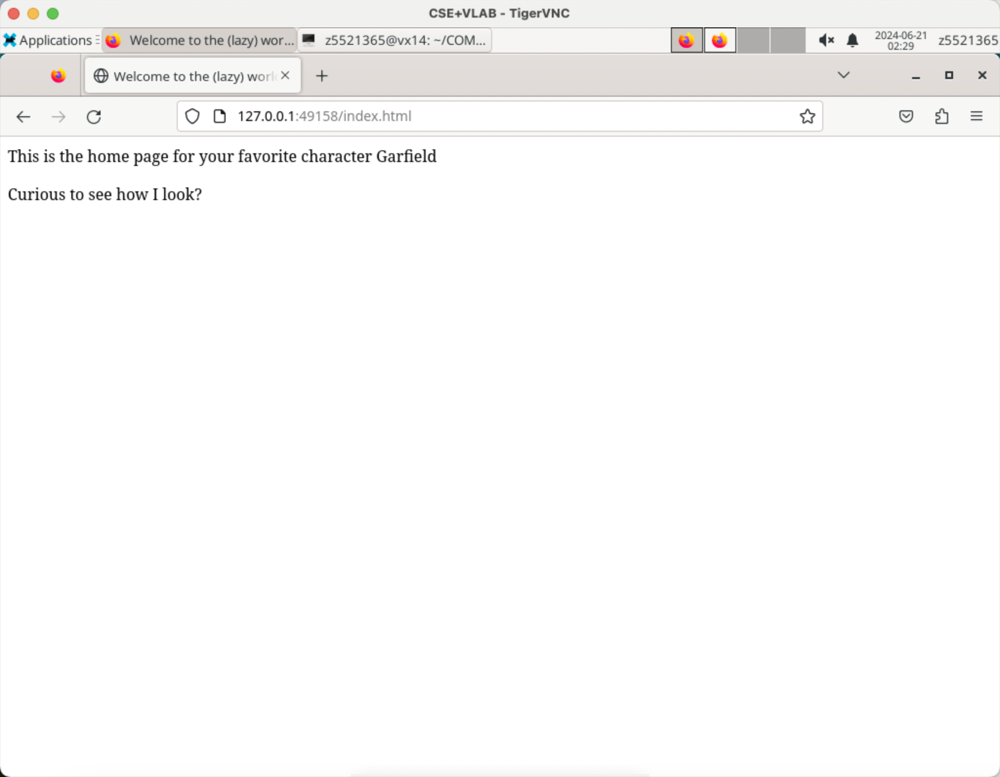 CSE+VLAB - TigerVNC
Applications
Welcome to the (lazy) wor...
z5521365@vx14: ~/COM...
2024-06-21
02:29
z5521365
Welcome to the (lazy) worl
127.0.0.1:49158/index.html
This is the home page for your favorite character Garfield
Curious to see how I look?